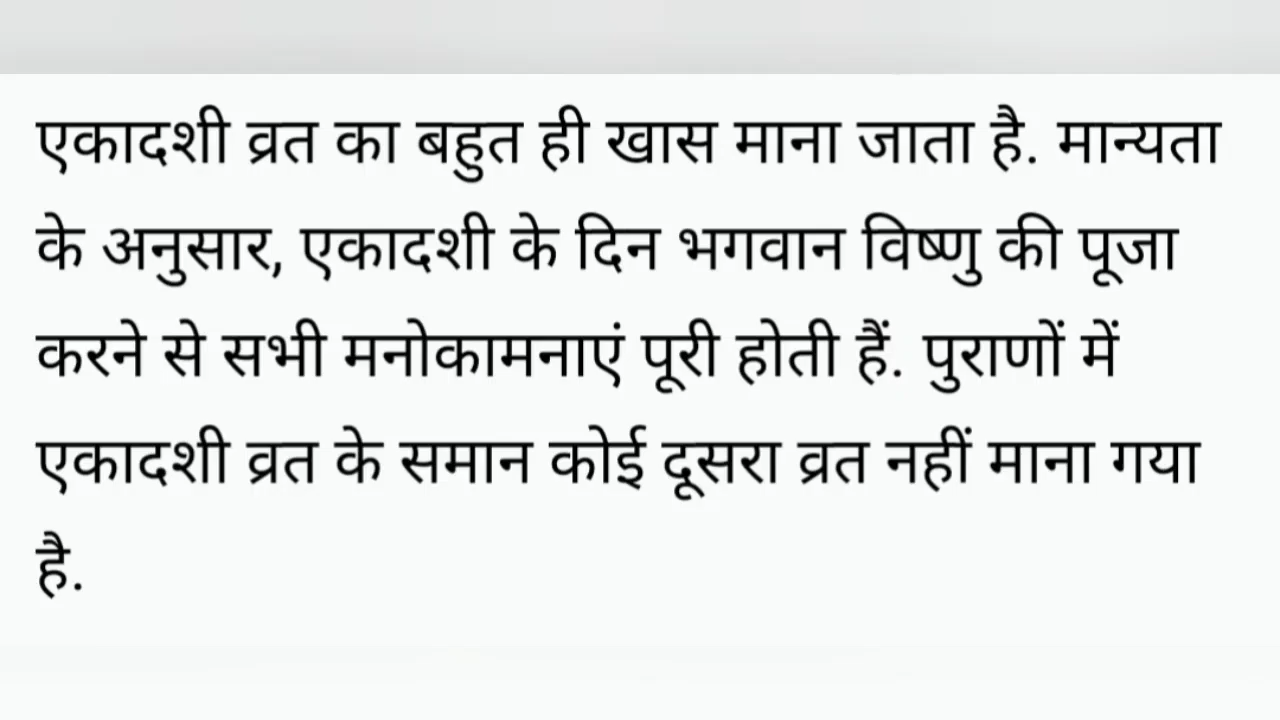 एकादशी व्रत का बहुत ही खास माना जाता है. मान्यता
के अनुसार, एकादशी के दिन भगवान विष्णु की पूजा
करने से सभी मनोकामनाएं पूरी होती हैं. पुराणों में
एकादशी व्रत के समान कोई दूसरा व्रत नहीं माना गया
है.